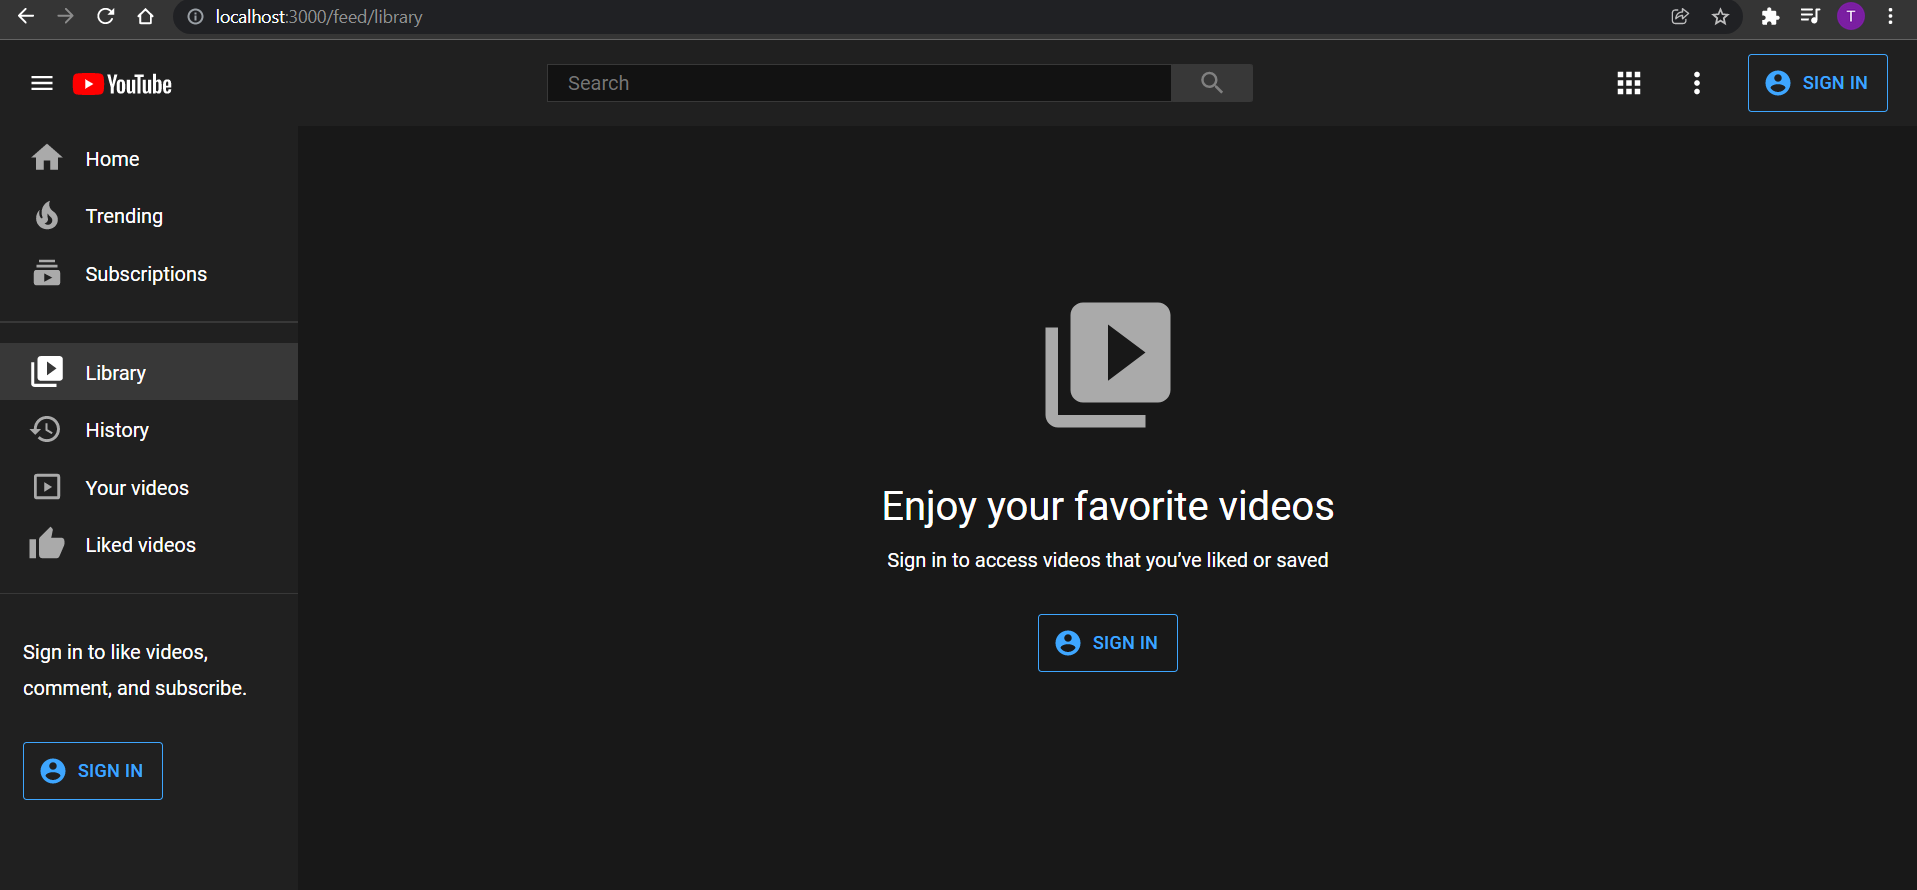 localhost:3000/feed/library
T
YouTube
Search
SIGN IN
Home
Trending
Subscriptions
Library
History
Your videos
Liked videos
Sign in to like videos,
comment, and subscribe.
SIGN IN
Enjoy your favorite videos
Sign in to access videos that you’ve liked or saved
SIGN IN